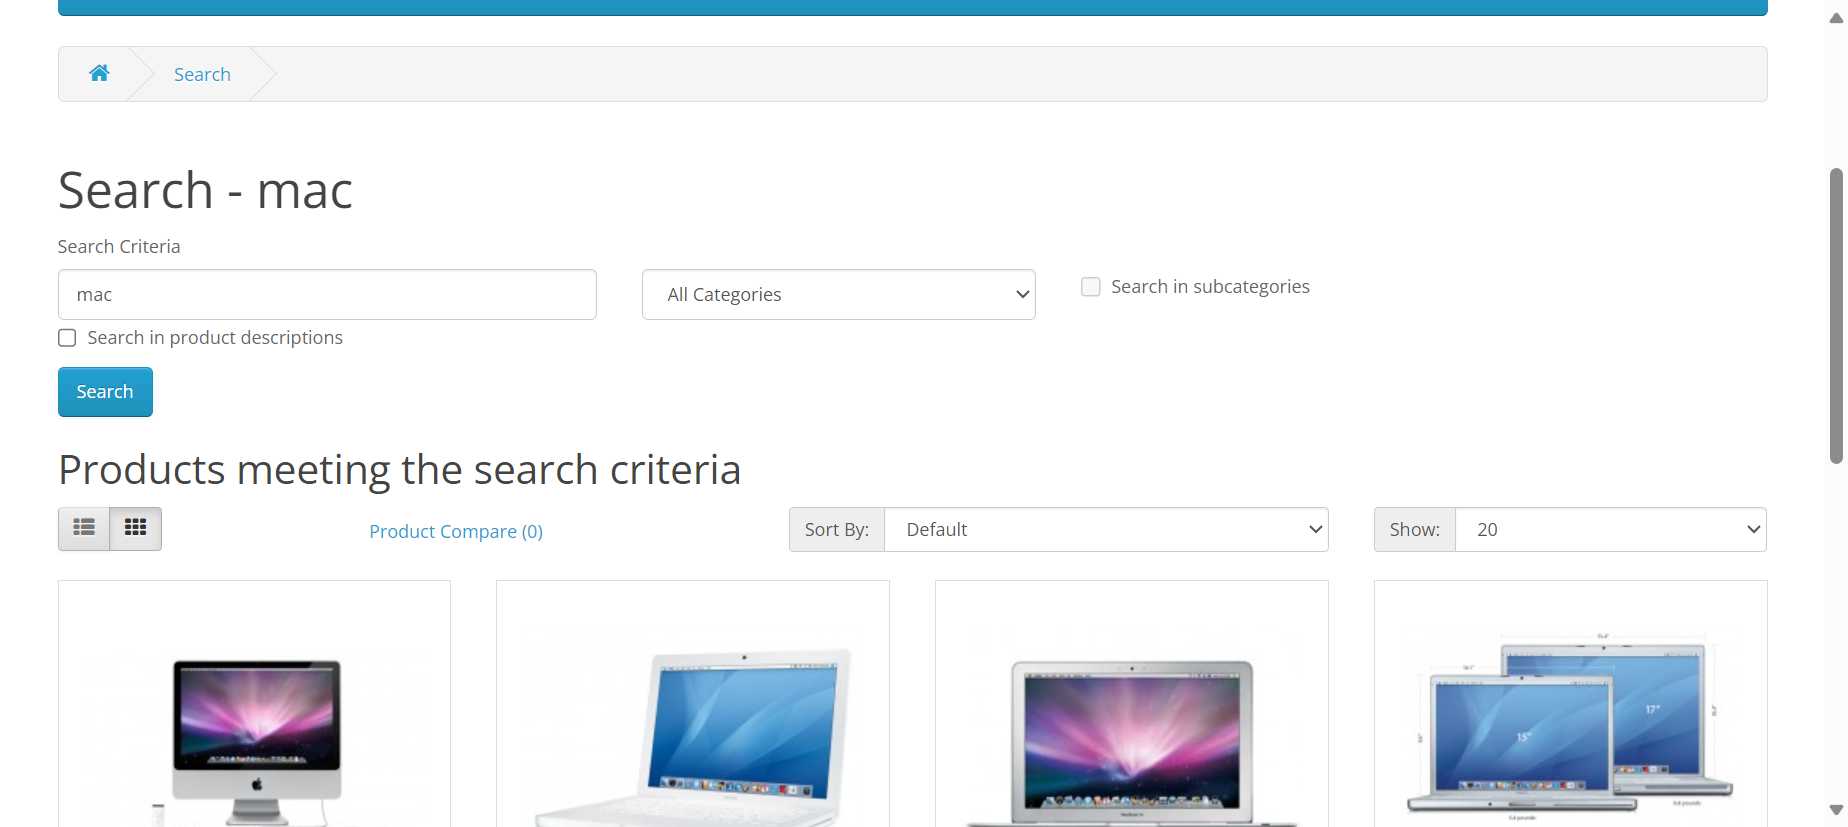 Search
Search - mac
Search Criteria
mac
All Categories
Search in subcategories
Search in product descriptions
Search
Products meeting the search criteria
Product Compare (0)
Sort By:
Default
Show:
20
15"
17"